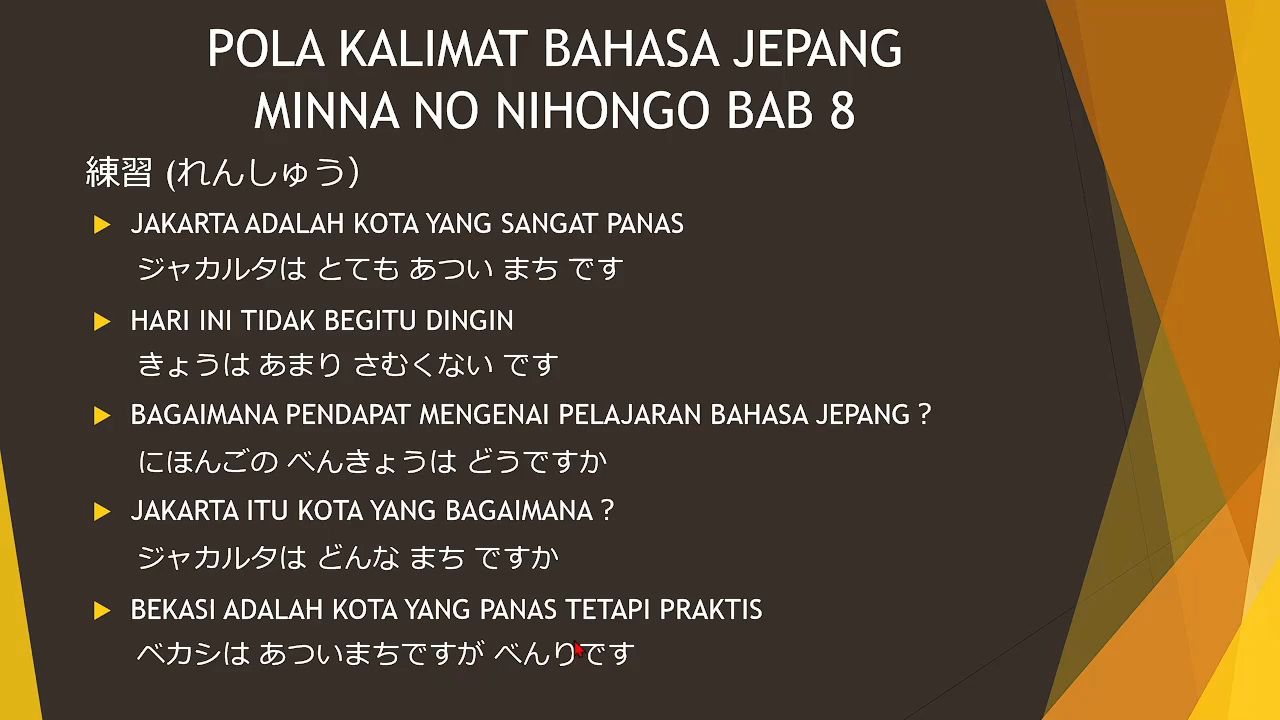 POLA KALIMAT BAHASA JEPANG
MINNA NO NIHONGO BAB 8
練習 (れんしゅう）
JAKARTA ADALAH KOTA YANG SANGAT PANAS
ジャカルタは とても あつい まち です
HARI INI TIDAK BEGITU DINGIN
きょうは あまり さむくない です
BAGAIMANA PENDAPAT MENGENAI PELAJARAN BAHASA JEPANG ?
にほんごの べんきょうは どうですか
JAKARTA ITU KOTA YANG BAGAIMANA ?
ジャカルタは どんな まち ですか
BEKASI ADALAH KOTA YANG PANAS TETAPI PRAKTIS
ベカシは あついまちですが べんりです